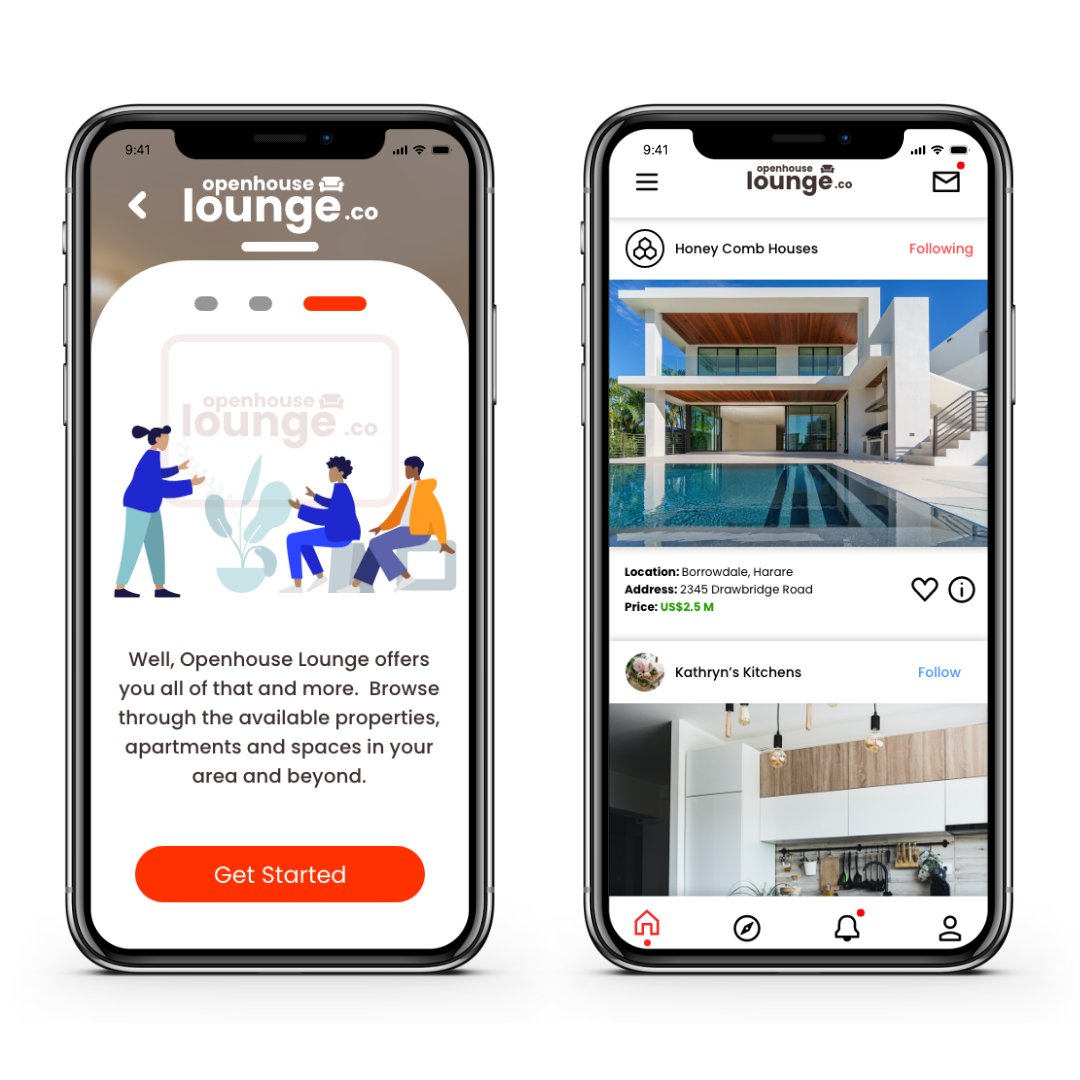 9:41
openhouse
lounge.co
openhouse
lounge.co
Well, Openhouse Lounge offers
you all of that and more. Browse
through the available properties,
apartments and spaces in your
area and beyond.
Get Started
9:41
openhouse
lounge.co
Honey Comb Houses
Following
Location: Borrowdale, Harare
Address: 2345 Drawbridge Road
Price: US$2.5 M
Kathryn’s Kitchens
Follow